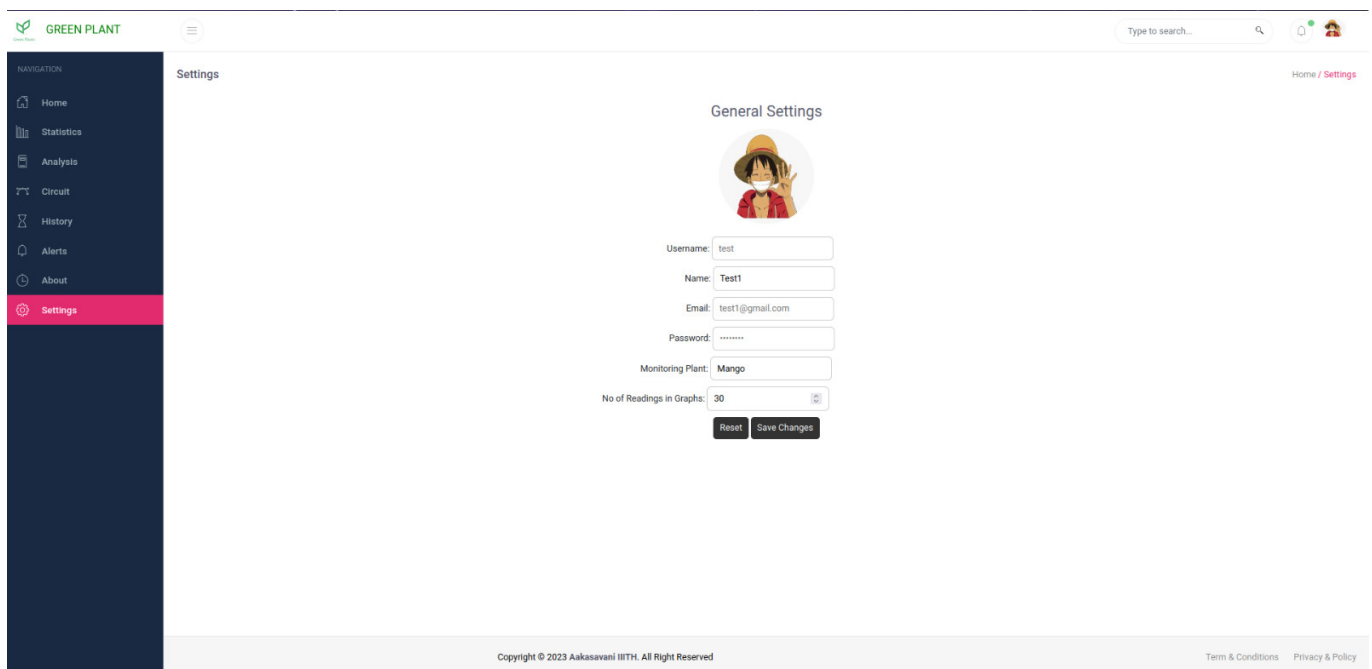 GREEN PLANT
Type to search...
NAVIGATION
Home
Statistics
Analysis
Circuit
History
Alerts
About
Settings
Settings
Home / Settings
General Settings
Username: test
Name: Test1
Email: test1@gmail.com
Password: ••••••••
Monitoring Plant: Mango
No of Readings in Graphs: 30
Reset Save Changes
Copyright © 2023 Aakasavani IIITH. All Right Reserved
Term & Conditions Privacy & Policy